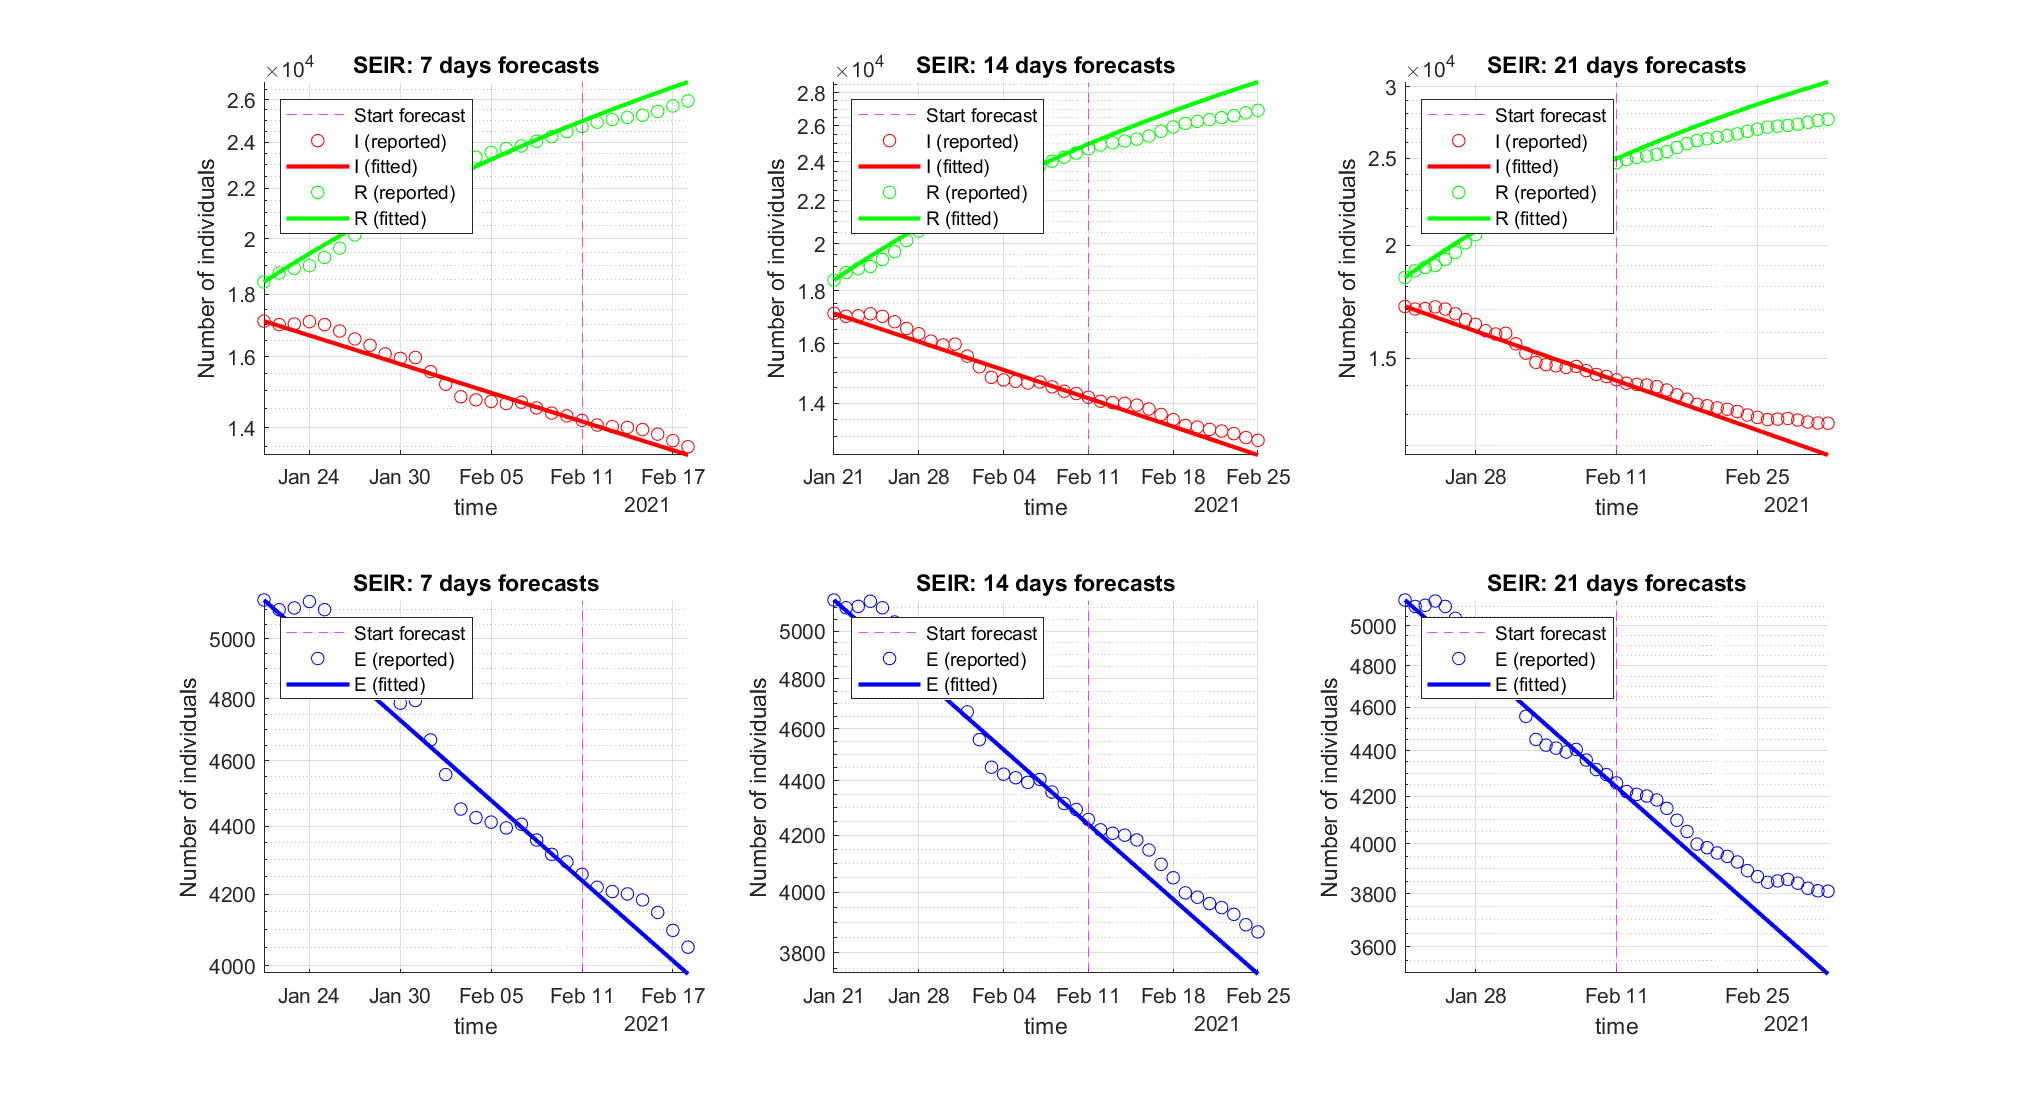 SEIR: 7 days forecasts
×10⁴
2.6
2.4
2.2
2
1.8
1.6
1.4
Number of individuals
Start forecast
I (reported)
I (fitted)
R (reported)
R (fitted)
Jan 24 Jan 30 Feb 05 Feb 11 Feb 17
time
2021
SEIR: 14 days forecasts
×10⁴
2.8
2.6
2.4
2.2
2
1.8
1.6
1.4
Number of individuals
Start forecast
I (reported)
I (fitted)
R (reported)
R (fitted)
Jan 21 Jan 28 Feb 04 Feb 11 Feb 18 Feb 25
time
2021
SEIR: 21 days forecasts
×10⁴
3
2.5
2
1.5
Number of individuals
Start forecast
I (reported)
I (fitted)
R (reported)
R (fitted)
Jan 28 Feb 11 Feb 25
time
2021
SEIR: 7 days forecasts
5000
4800
4600
4400
4200
4000
Number of individuals
Start forecast
E (reported)
E (fitted)
Jan 24 Jan 30 Feb 05 Feb 11 Feb 17
time
2021
SEIR: 14 days forecasts
5000
4800
4600
4400
4200
4000
3800
Number of individuals
Start forecast
E (reported)
E (fitted)
Jan 21 Jan 28 Feb 04 Feb 11 Feb 18 Feb 25
time
2021
SEIR: 21 days forecasts
5000
4800
4600
4400
4200
4000
3800
3600
Number of individuals
Start forecast
E (reported)
E (fitted)
Jan 28 Feb 11 Feb 25
time
2021